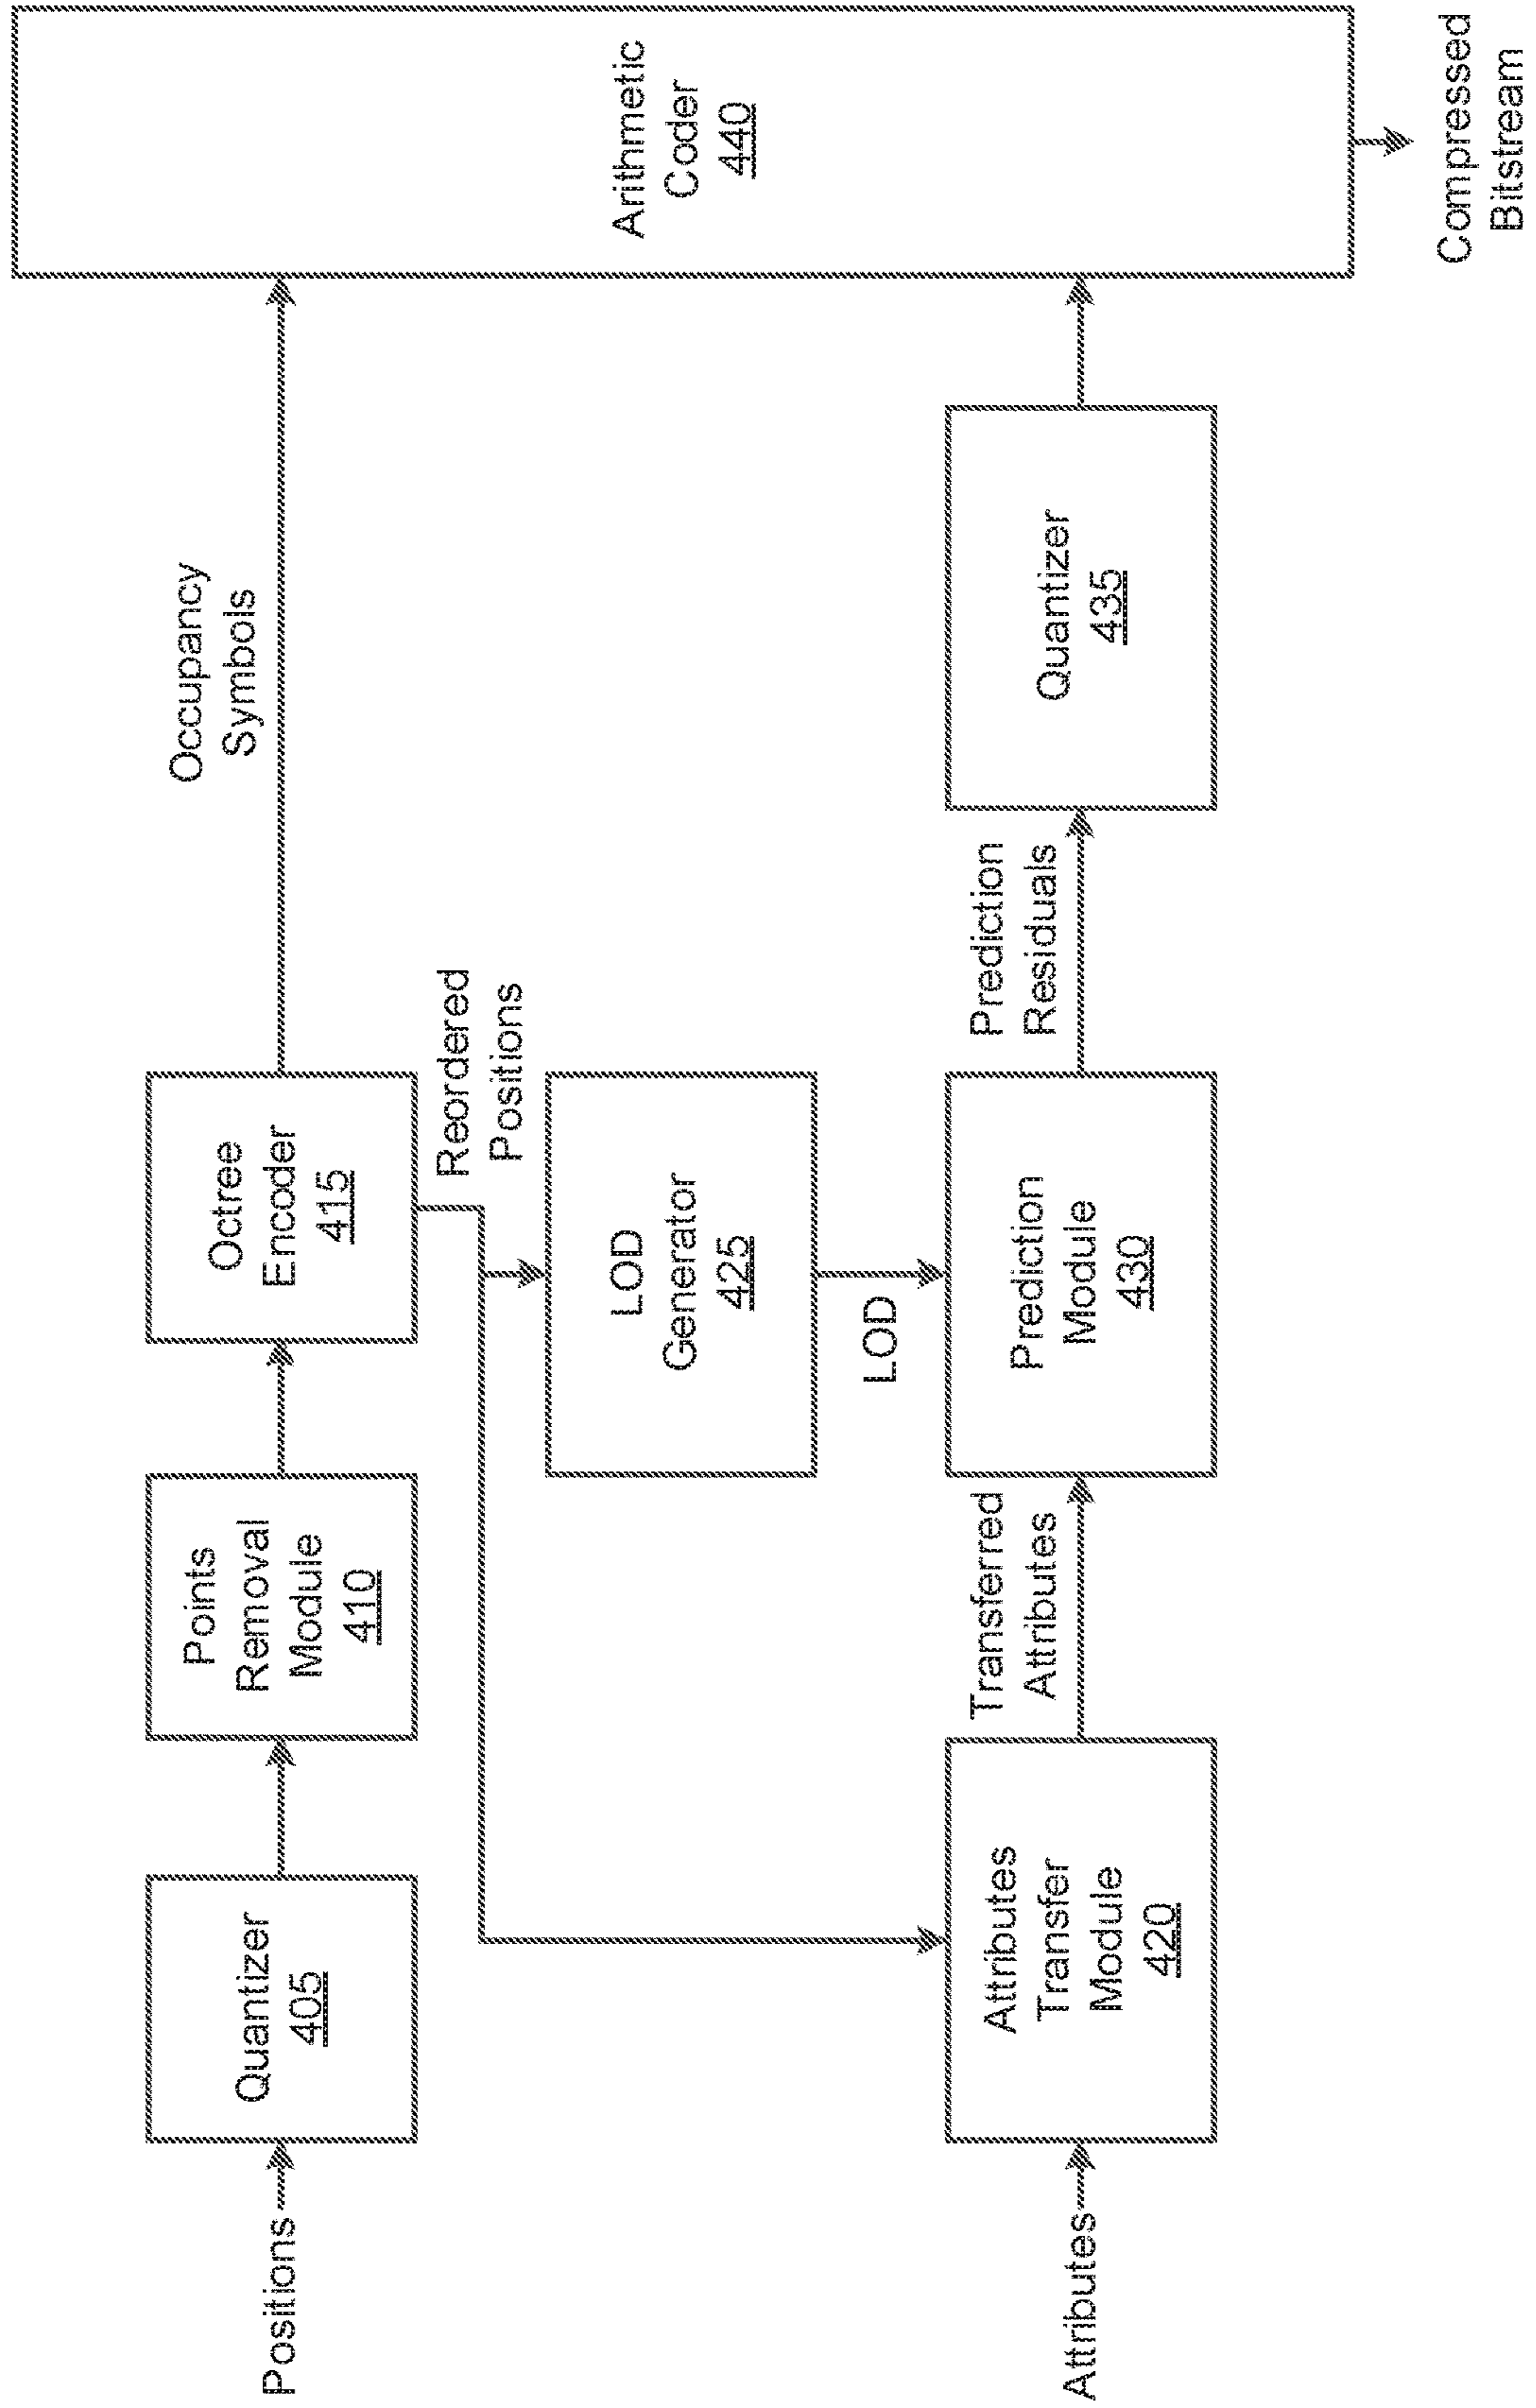 Positions
Quantizer
405
Points
Removal
Module
410
Octree
Encoder
415
Occupancy
Symbols
Reordered
Positions
LOD
Generator
425
LOD
Attributes
Attributes
Transfer
Module
420
Transferred
Attributes
Prediction
Module
430
Prediction
Residuals
Quantizer
435
Arithmetic
Coder
440
Compressed
Bitstream